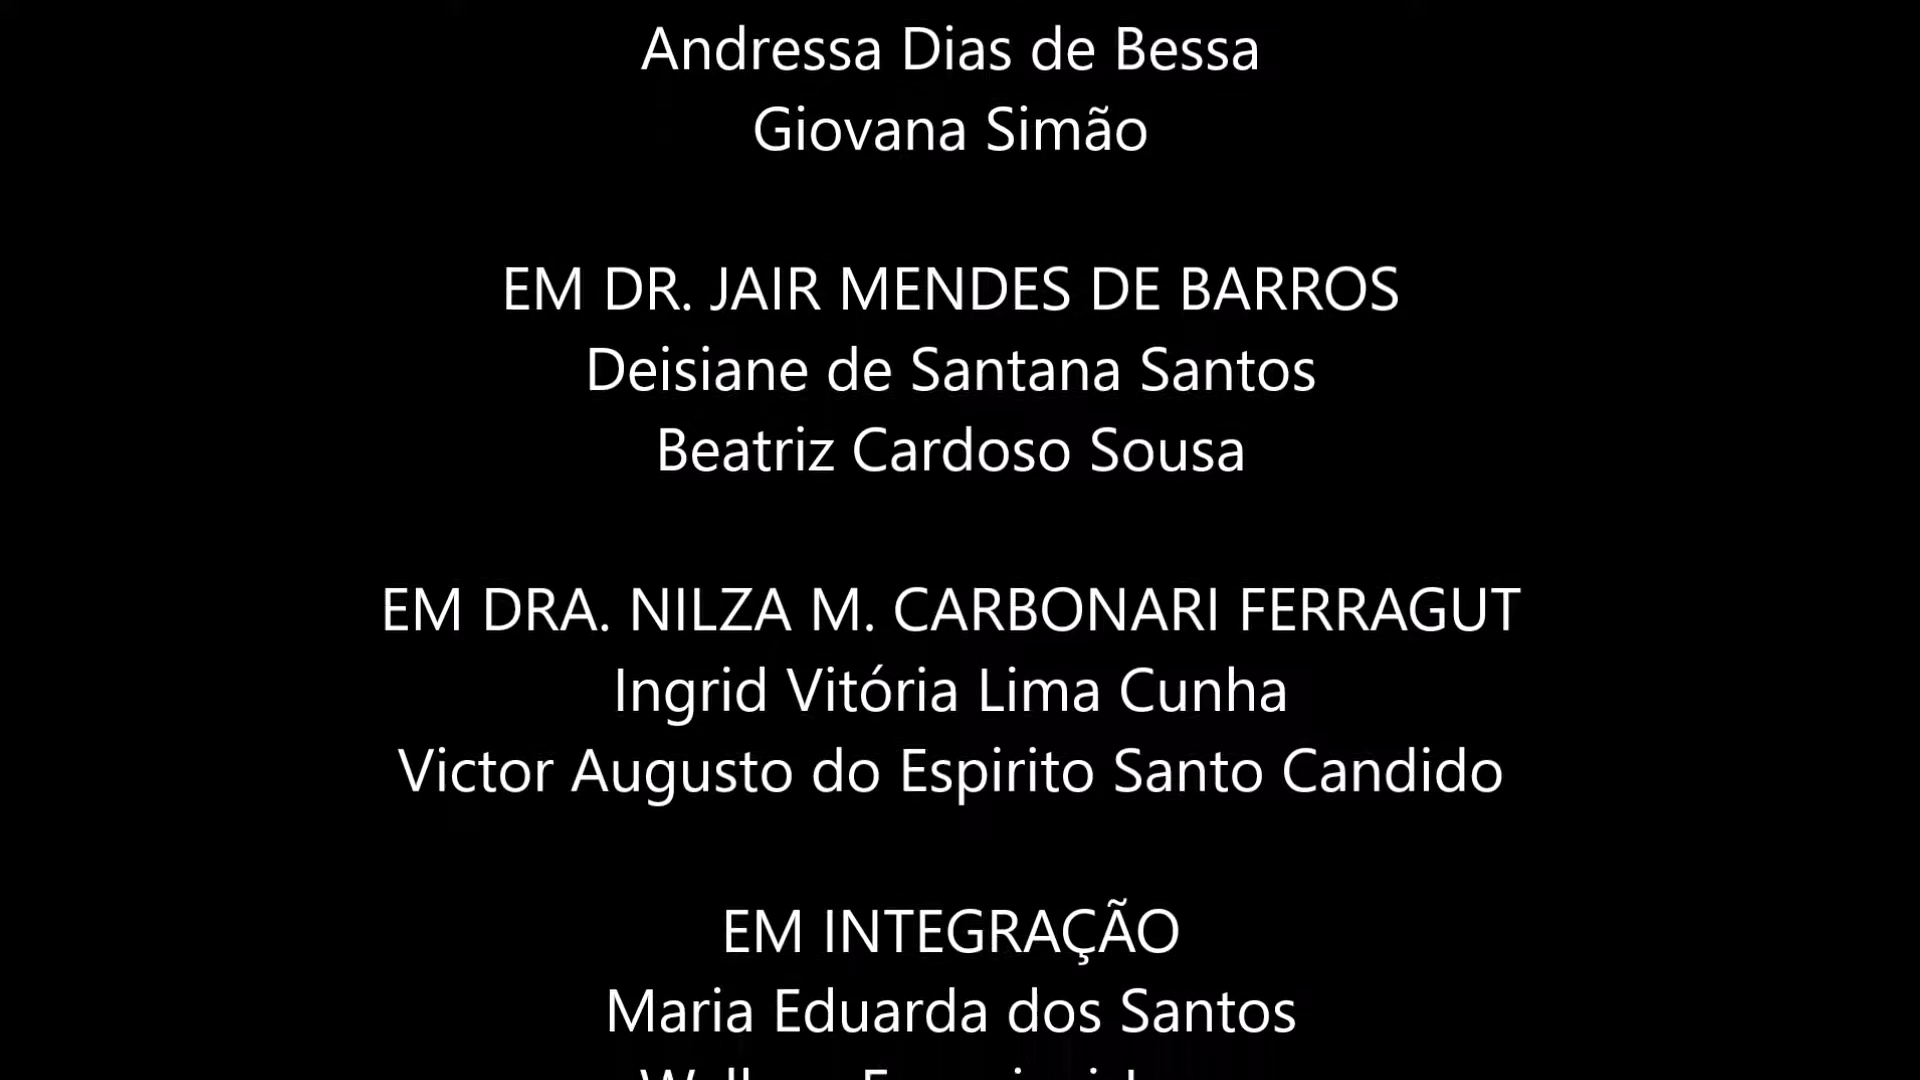 Andressa Dias de Bessa
Giovana Simão
EM DR. JAIR MENDES DE BARROS
Deisiane de Santana Santos
Beatriz Cardoso Sousa
EM DRA. NILZA M. CARBONARI FERRAGUT
Ingrid Vitória Lima Cunha
Victor Augusto do Espirito Santo Candido
EM INTEGRAÇÃO
Maria Eduarda dos Santos